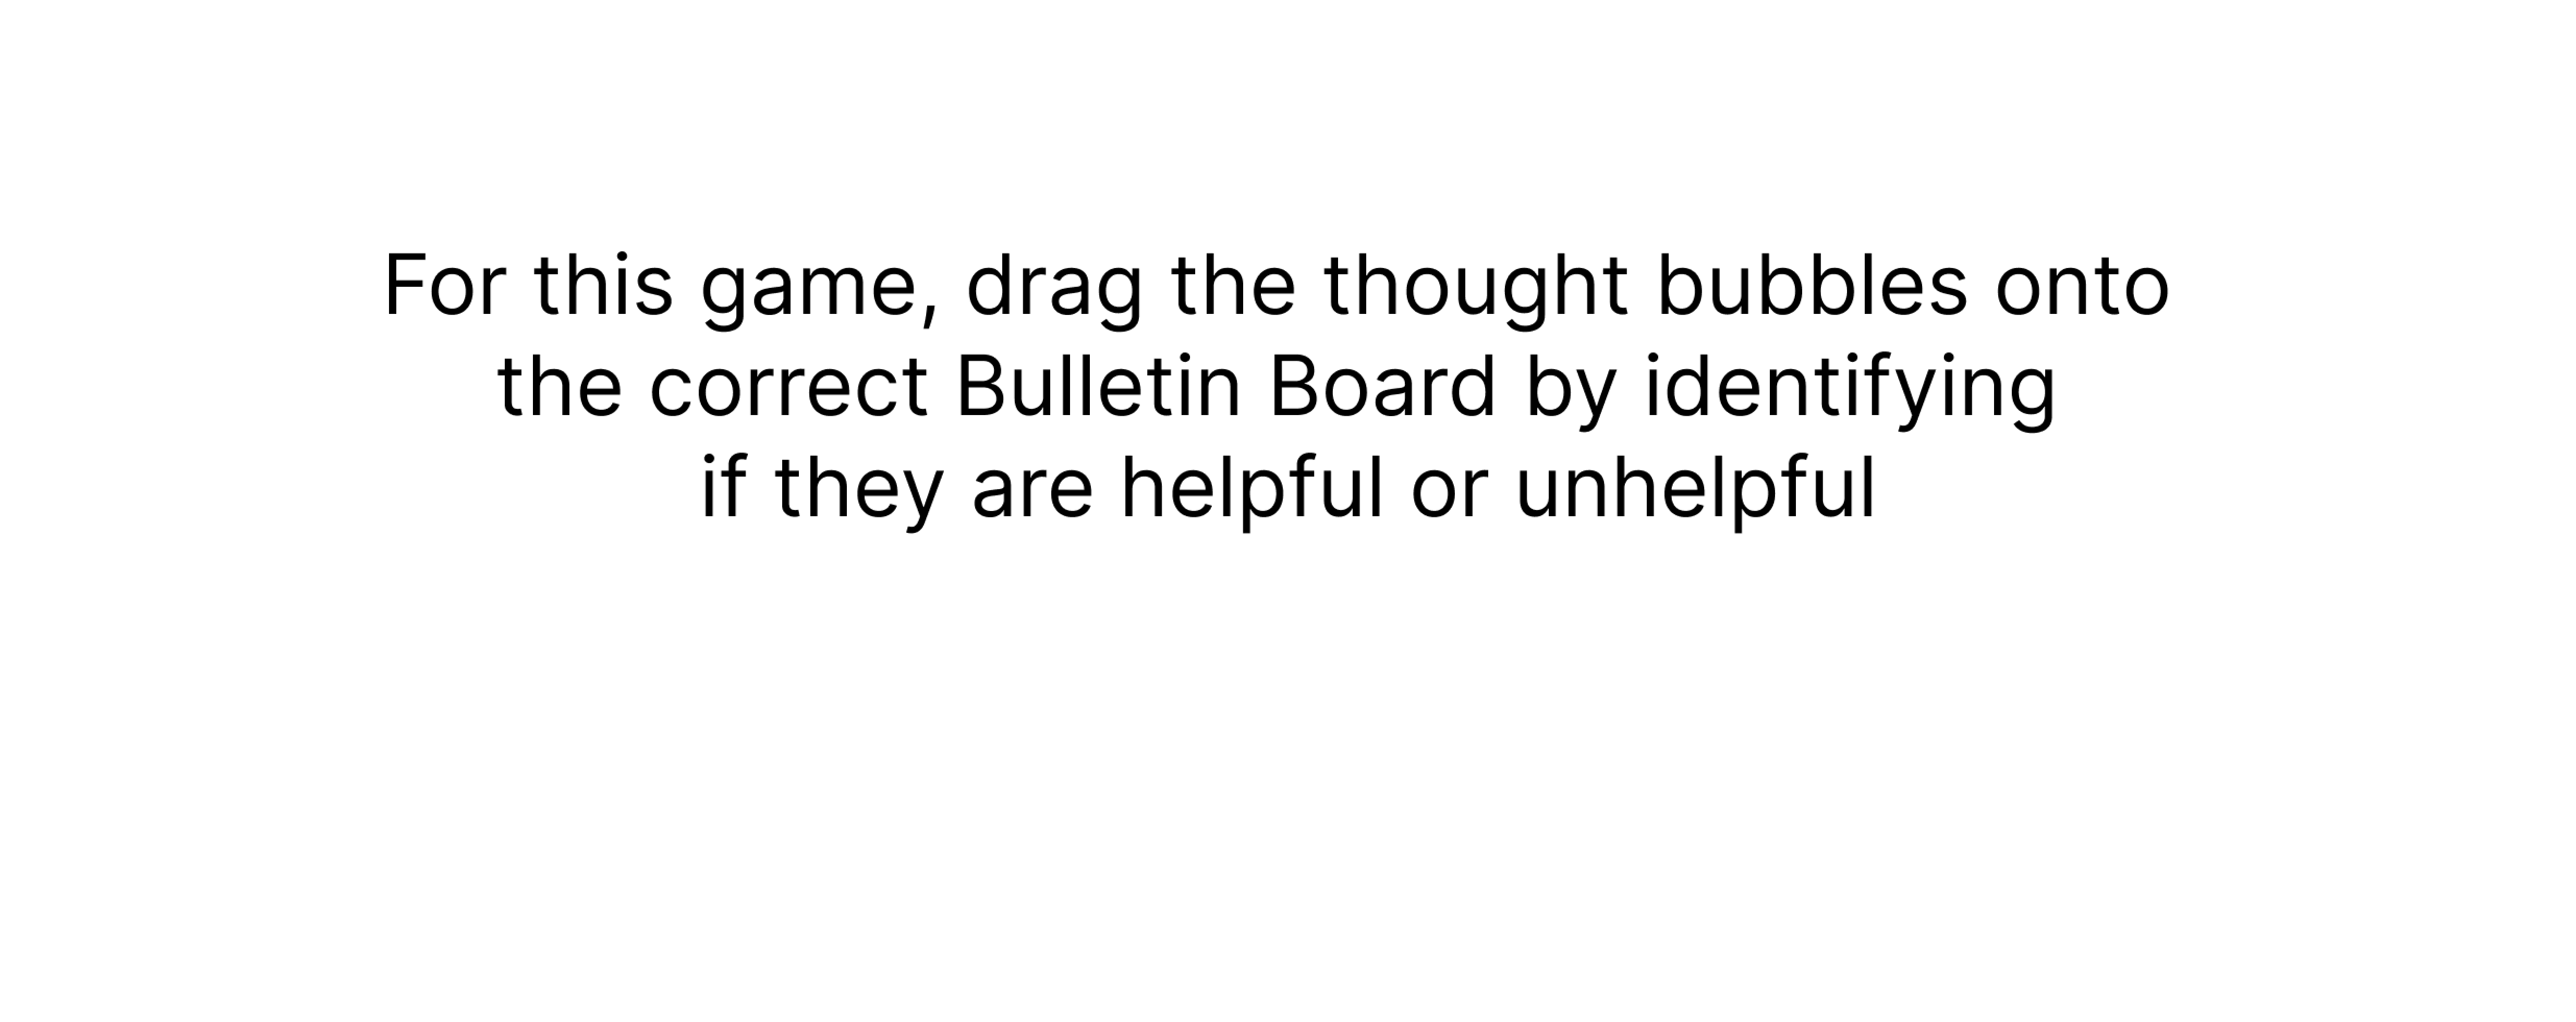 For this game, drag the thought bubbles onto
the correct Bulletin Board by identifying
if they are helpful or unhelpful